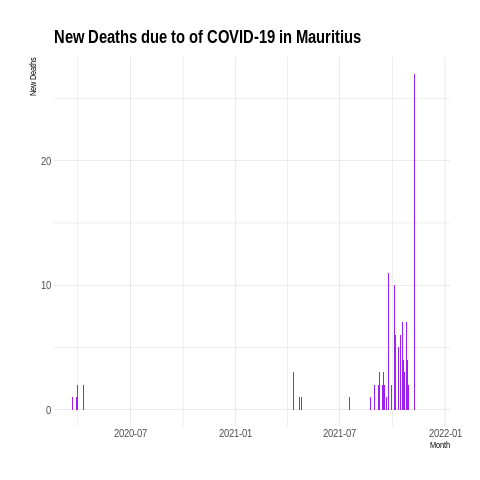 New Deaths due to of COVID-19 in Mauritius
New Deaths
20
10
0
2020-07 2021-01 2021-07 2022-01
Month